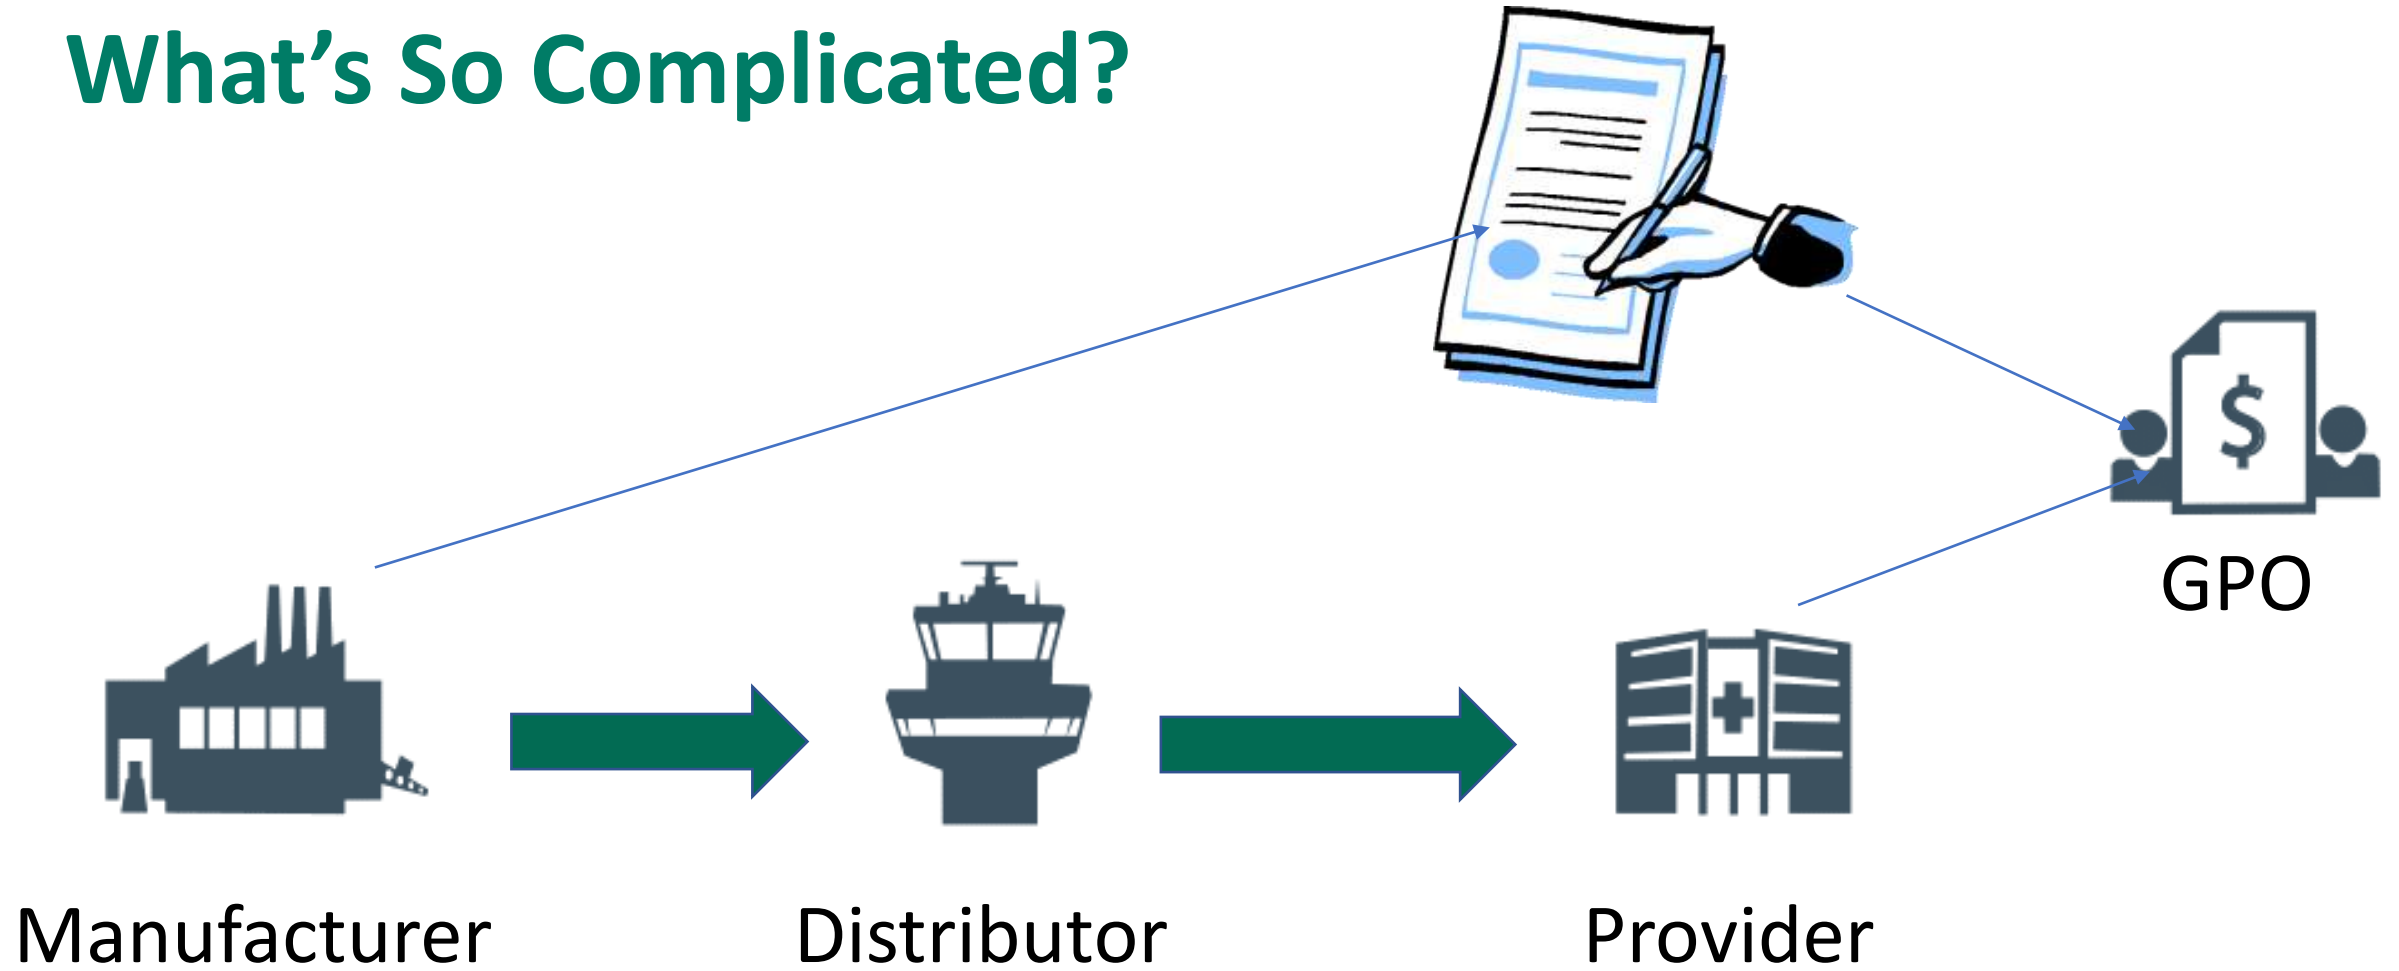 What’s So Complicated?
$
GPO
Manufacturer
Distributor
Provider